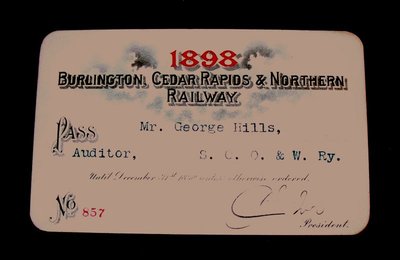 1898
BURLINGTON, CEDAR RAPIDS & NORTHERN
RAILWAY.
PASS Mr. George Hills,
Auditor, S. C. O. & W. Ry.
Until December 31st 1898 unless otherwise ordered.
No 857
President.